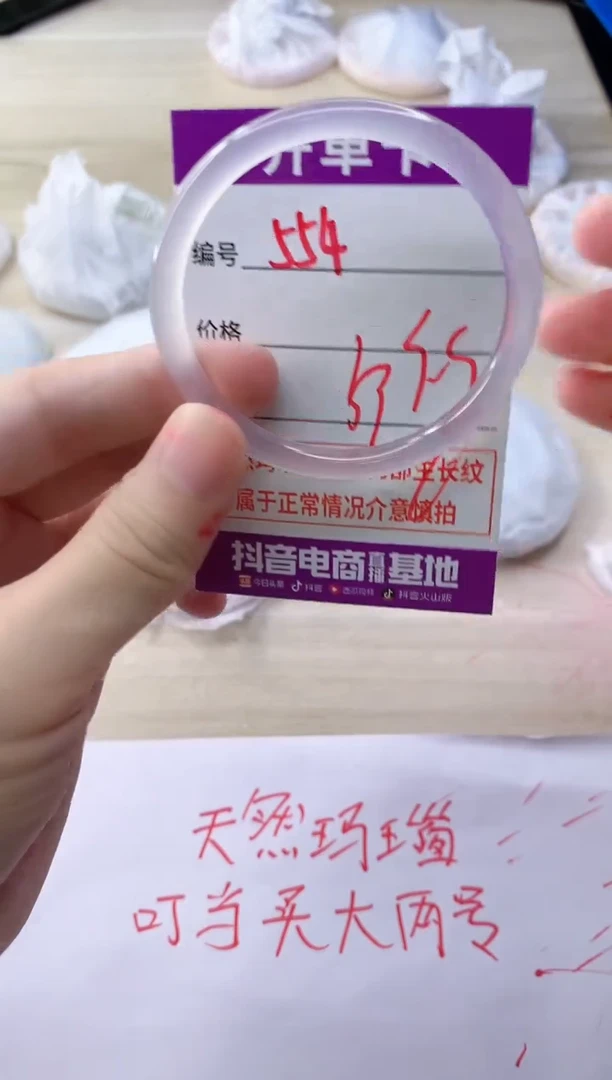 开单卡
编号 554
价格
部生长纹
属于正常情况介意慎拍
抖音电商直播基地
今日头条 抖音 西瓜视频 抖音火山版
天然玛瑙
叮当买大两号